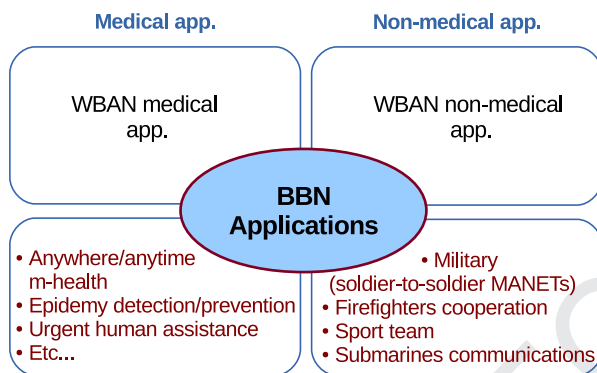 Medical app.
Non-medical app.
WBAN medical
app.
WBAN non-medical
app.
BBN
Applications
• Anywhere/anytime
m-health
• Epidemy detection/prevention
• Urgent human assistance
• Etc...
• Military
(soldier-to-soldier MANETs)
• Firefighters cooperation
• Sport team
• Submarines communications